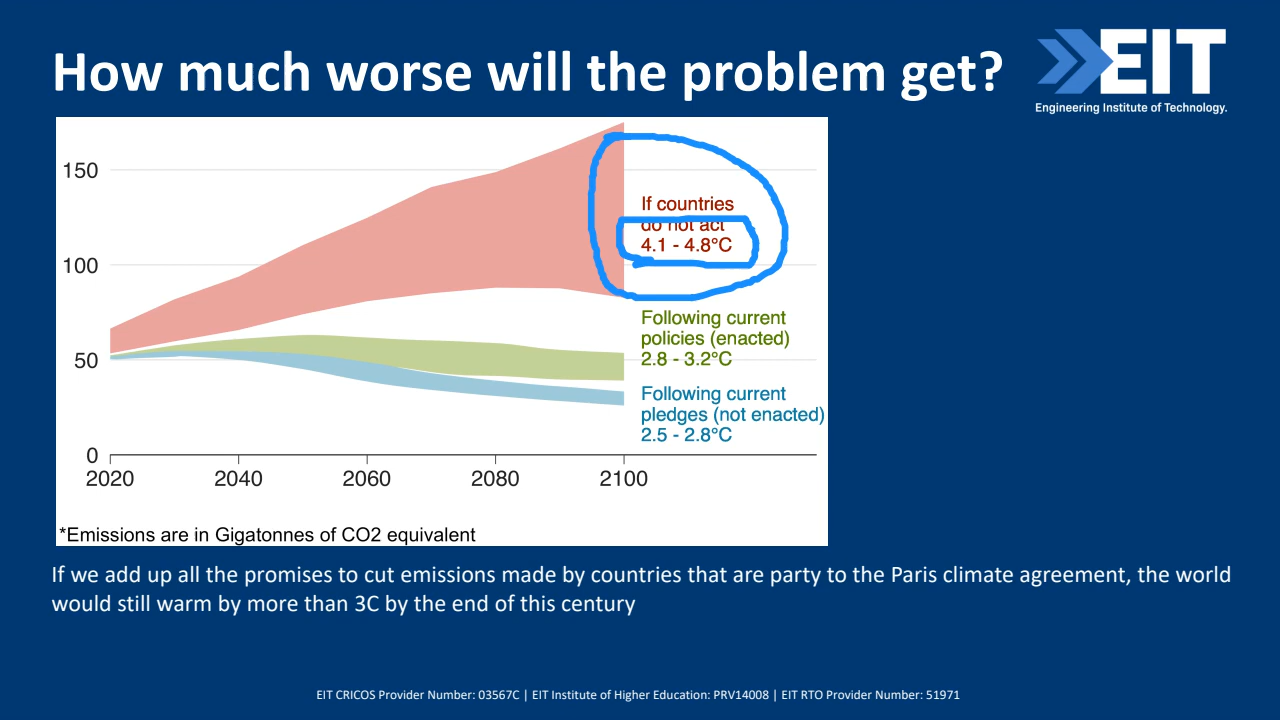 How much worse will the problem get?
EIT
Engineering Institute of Technology.
150
100
50
0
If countries
do not act
4.1 - 4.8°C
Following current
policies (enacted)
2.8 - 3.2°C
Following current
pledges (not enacted)
2.5 - 2.8°C
2020 2040 2060 2080 2100
*Emissions are in Gigatonnes of CO2 equivalent
If we add up all the promises to cut emissions made by countries that are party to the Paris climate agreement, the world
would still warm by more than 3C by the end of this century
EIT CRICOS Provider Number: 03567C | EIT Institute of Higher Education: PRV14008 | EIT RTO Provider Number: 51971